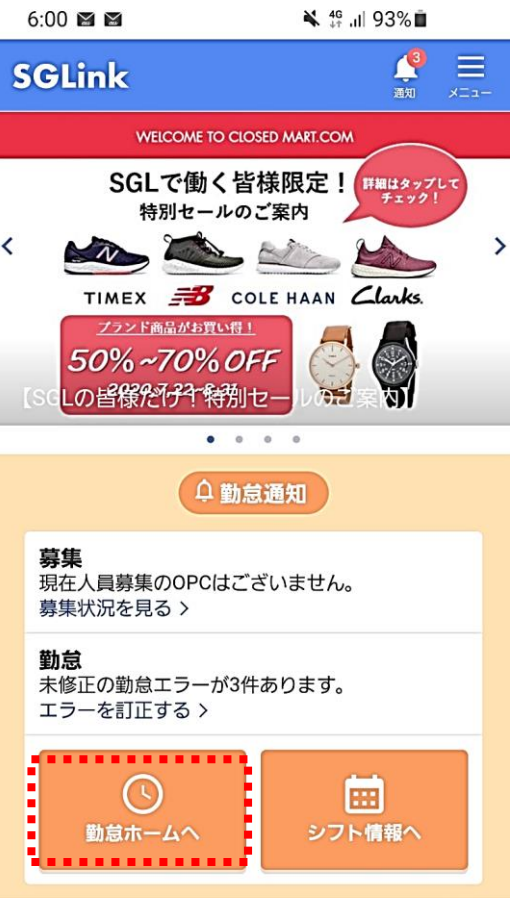 6:00
4G
93%
SGLink
3
通知
メニュー
WELCOME TO CLOSED MART.COM
SGLで働く皆様限定!
特別セールのご案内
詳細はタップして
チェック!
N
N
N
TIMEX
NB
COLE HAAN
Clarks.
ブランド商品がお買い得!
50%~70% OFF
2020.7.22~8.31
【SGLの皆様だけ!特別セールのご案内】
勤怠通知
募集
現在人員募集のOPCはございません。
募集状況を見る >
勤怠
未修正の勤怠エラーが3件あります。
エラーを訂正する >
勤怠ホームへ
シフト情報へ